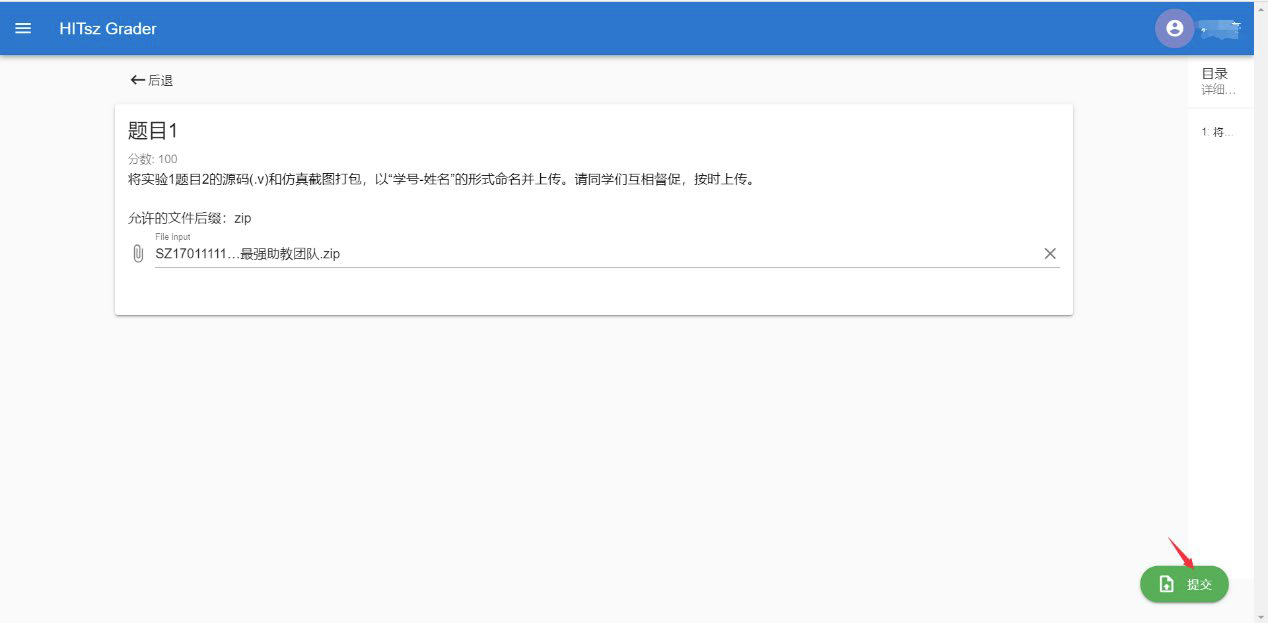 HITsz Grader
后退
目录
详细...
题目1
分数: 100
将实验1题目2的源码(.v)和仿真截图打包，以“学号-姓名”的形式命名并上传。请同学们互相督促，按时上传。
1. 将...
允许的文件后缀：zip
File input
SZ17011111...最强助教团队.zip
提交